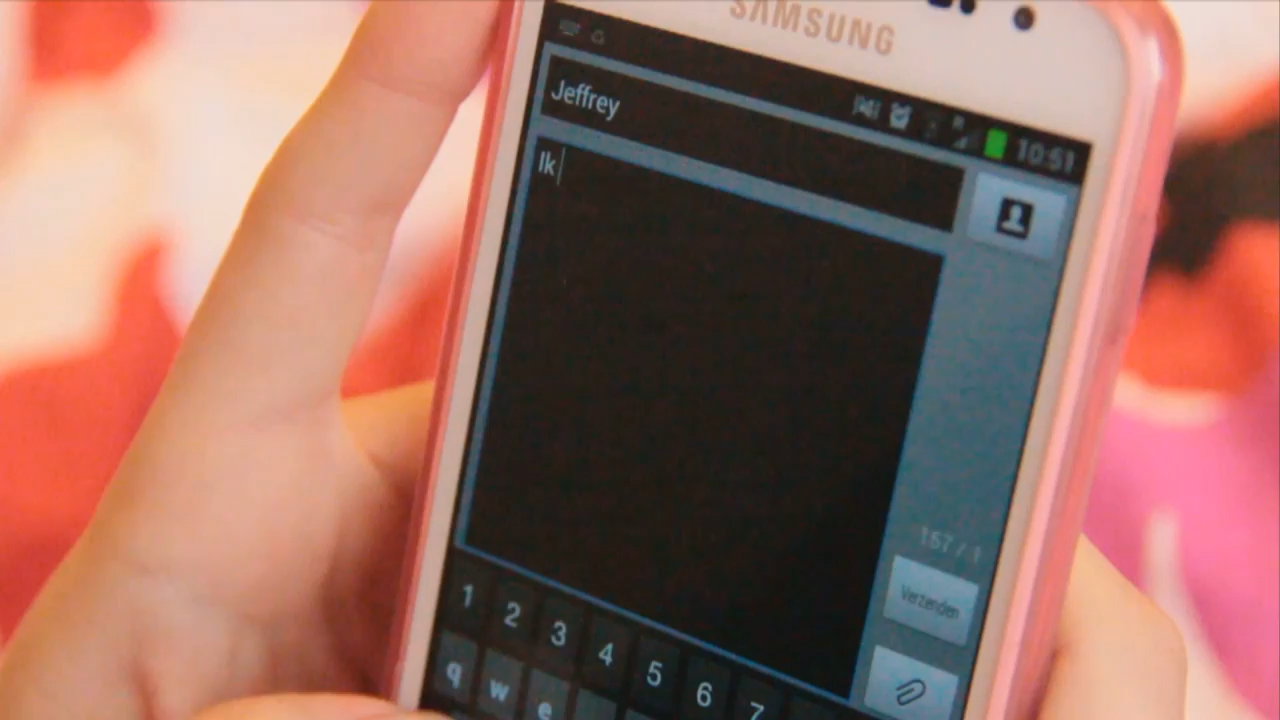 SAMSUNG
10:51
Jeffrey
Ik
157/1
Verzenden
1 2 3 4 5 6 7
q w e